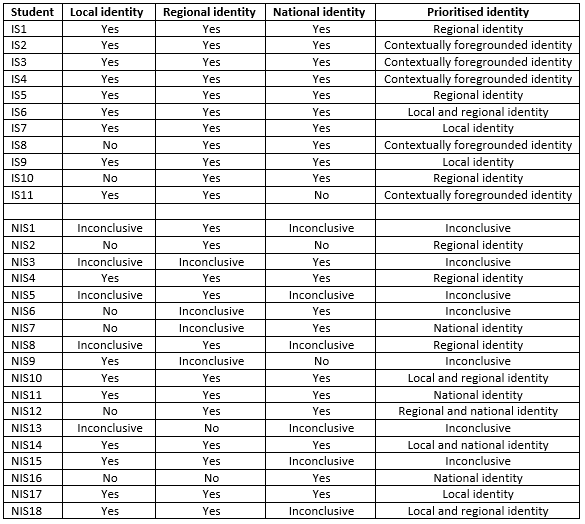 Student Local identity Regional identity National identity Prioritised identity
IS1 Yes Yes Yes Regional identity
IS2 Yes Yes Yes Contextually foregrounded identity
IS3 Yes Yes Yes Contextually foregrounded identity
IS4 Yes Yes Yes Contextually foregrounded identity
IS5 Yes Yes Yes Regional identity
IS6 Yes Yes Yes Local and regional identity
IS7 Yes Yes Yes Local identity
IS8 No Yes Yes Contextually foregrounded identity
IS9 Yes Yes Yes Local identity
IS10 No Yes Yes Regional identity
IS11 Yes Yes No Contextually foregrounded identity
NIS1 Inconclusive Yes Inconclusive Inconclusive
NIS2 No Yes No Regional identity
NIS3 Inconclusive Inconclusive Yes Inconclusive
NIS4 Yes Yes Yes Regional identity
NIS5 Inconclusive Yes Inconclusive Inconclusive
NIS6 No Inconclusive Yes Inconclusive
NIS7 No Inconclusive Yes National identity
NIS8 Inconclusive Yes Inconclusive Regional identity
NIS9 Yes Inconclusive No Inconclusive
NIS10 Yes Yes Yes Local and regional identity
NIS11 Yes Yes Yes National identity
NIS12 No Yes Yes Regional and national identity
NIS13 Inconclusive No Inconclusive Inconclusive
NIS14 Yes Yes Yes Local and national identity
NIS15 Yes Yes Inconclusive Inconclusive
NIS16 No No Yes National identity
NIS17 Yes Yes Yes Local identity
NIS18 Yes Yes Inconclusive Local and regional identity